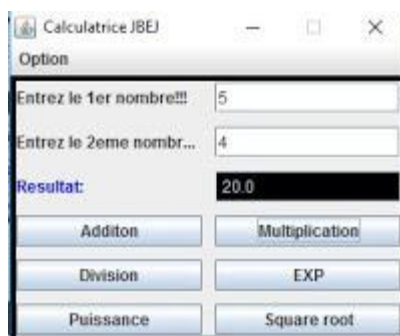 Calculatrice JBEJ
Option
Entrez le 1er nombre!!! 5
Entrez le 2eme nombr... 4
Resultat: 20.0
Additon Multiplication
Division EXP
Puissance Square root